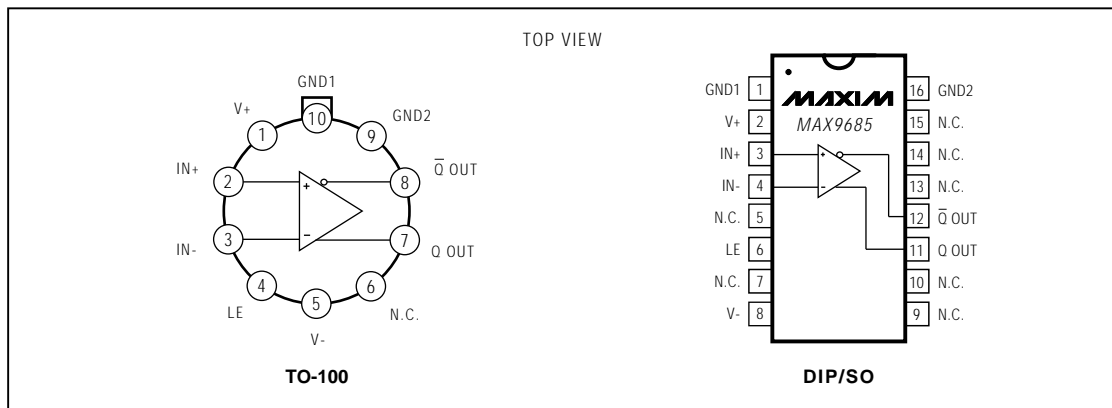 TOP VIEW
GND1
V+
10
GND2
1
9
IN+
2
+
8
Q̅ OUT
IN-
3
−
7
Q OUT
4
6
LE
5
N.C.
V-
TO-100
GND1 1
MAXIM
16 GND2
V+ 2
MAX9685
15 N.C.
IN+ 3
+
14 N.C.
IN- 4
−
13 N.C.
N.C. 5
12 Q̅ OUT
LE 6
11 Q OUT
N.C. 7
10 N.C.
V- 8
9 N.C.
DIP/SO